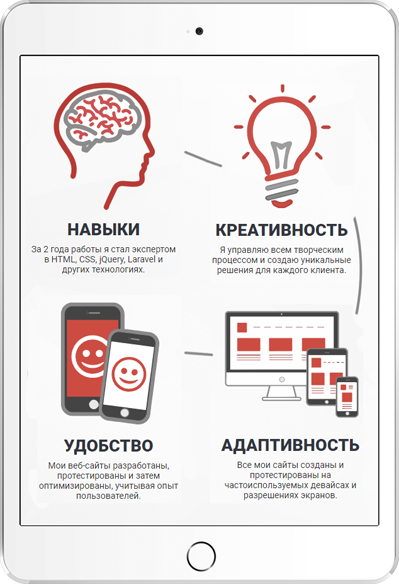 НАВЫКИ
За 2 года работы я стал экспертом
в HTML, CSS, jQuery, Laravel и
других технологиях.
КРЕАТИВНОСТЬ
Я управляю всем творческим
процессом и создаю уникальные
решения для каждого клиента.
УДОБСТВО
Мои веб-сайты разработаны,
протестированы и затем
оптимизированы, учитывая опыт
пользователей.
АДАПТИВНОСТЬ
Все мои сайты созданы и
протестированы на
частоиспользуемых девайсах и
разрешениях экранов.